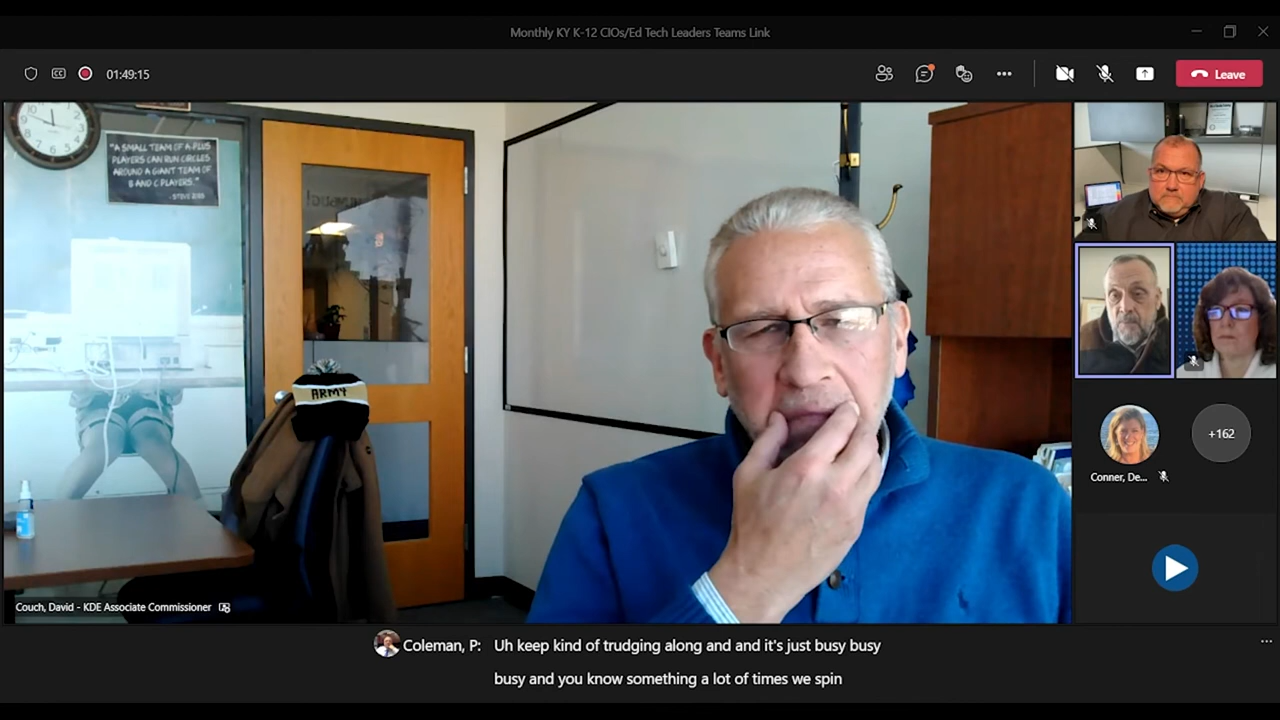 Monthly KY K-12 CIOs/Ed Tech Leaders Teams Link
CC
01:49:15
Leave
"A SMALL TEAM OF A-PLUS
PLAYERS CAN RUN CIRCLES
AROUND A GIANT TEAM OF
B AND C PLAYERS."
ARMY
+162
Conner, De...
Couch, David - KDE Associate Commissioner
Coleman, P: Uh keep kind of trudging along and and it's just busy busy
busy and you know something a lot of times we spin